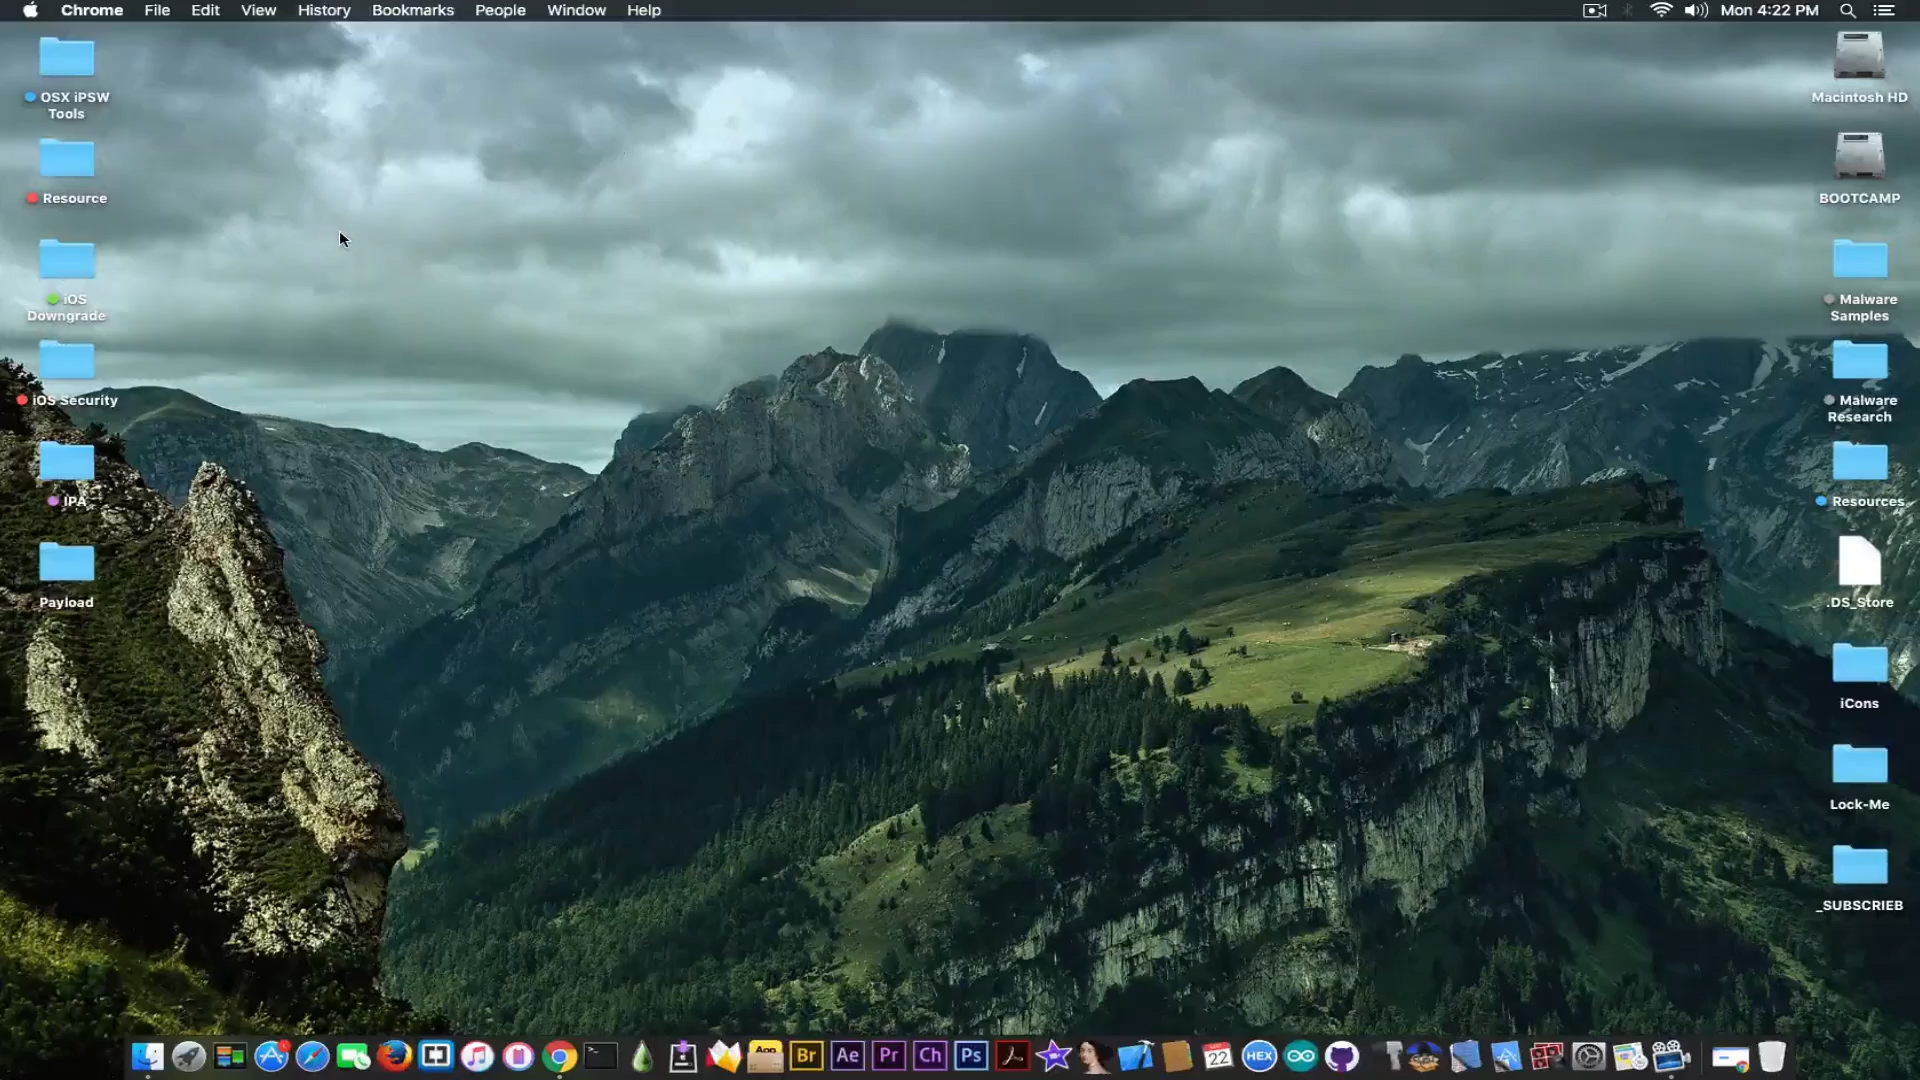 Chrome File Edit View History Bookmarks People Window Help Mon 4:22 PM
OSX iPSW
Tools
Resource
iOS
Downgrade
iOS Security
IPA
Payload
Macintosh HD
BOOTCAMP
Malware
Samples
Malware
Research
Resources
.DS_Store
iCons
Lock-Me
_SUBSCRIEB
App Br Ae Pr Ch Ps 22 HEX